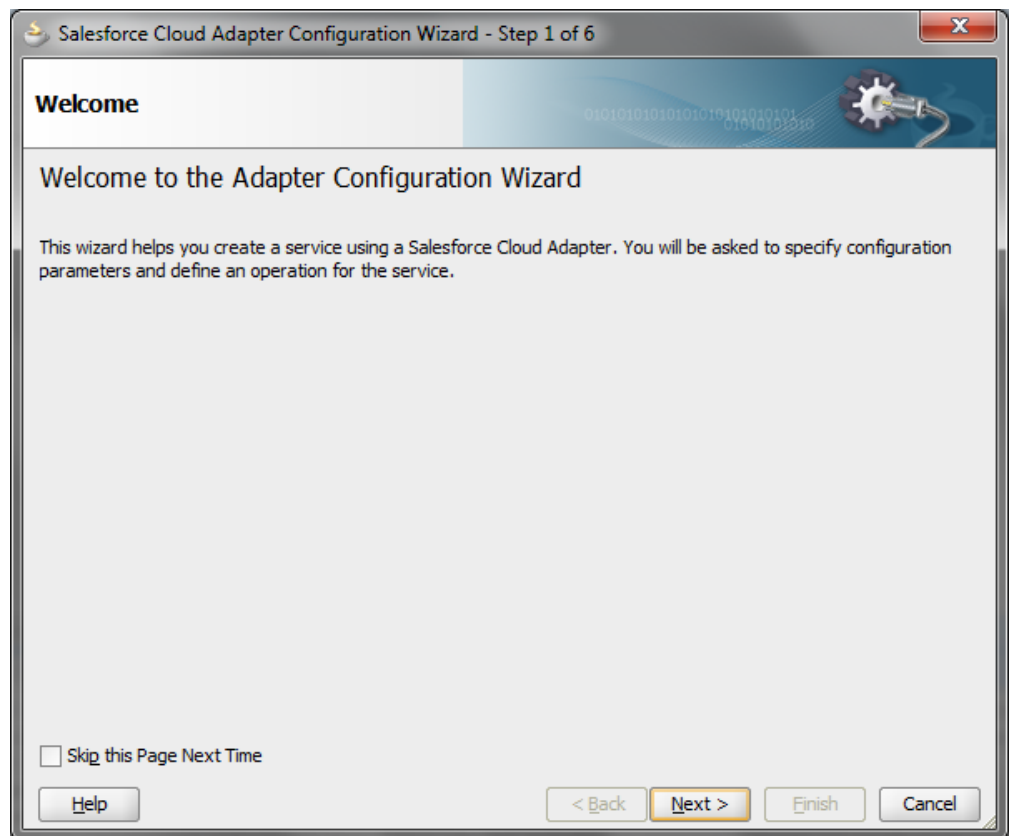 Salesforce Cloud Adapter Configuration Wizard - Step 1 of 6
Welcome
Welcome to the Adapter Configuration Wizard
This wizard helps you create a service using a Salesforce Cloud Adapter. You will be asked to specify configuration
parameters and define an operation for the service.
Skip this Page Next Time
Help
< Back
Next >
Finish
Cancel